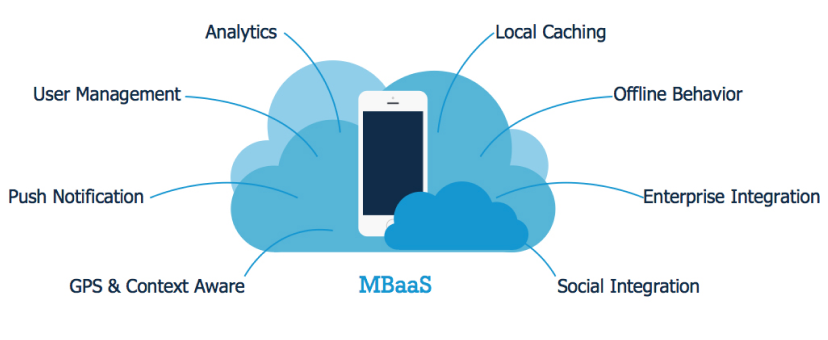 Analytics
Local Caching
User Management
Offline Behavior
Push Notification
Enterprise Integration
GPS & Context Aware
MBaaS
Social Integration